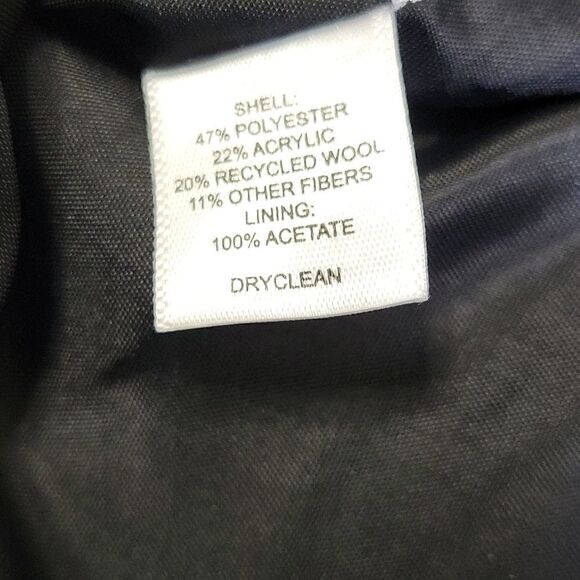 SHELL:
47% POLYESTER
22% ACRYLIC
20% RECYCLED WOOL
11% OTHER FIBERS
LINING:
100% ACETATE
DRYCLEAN